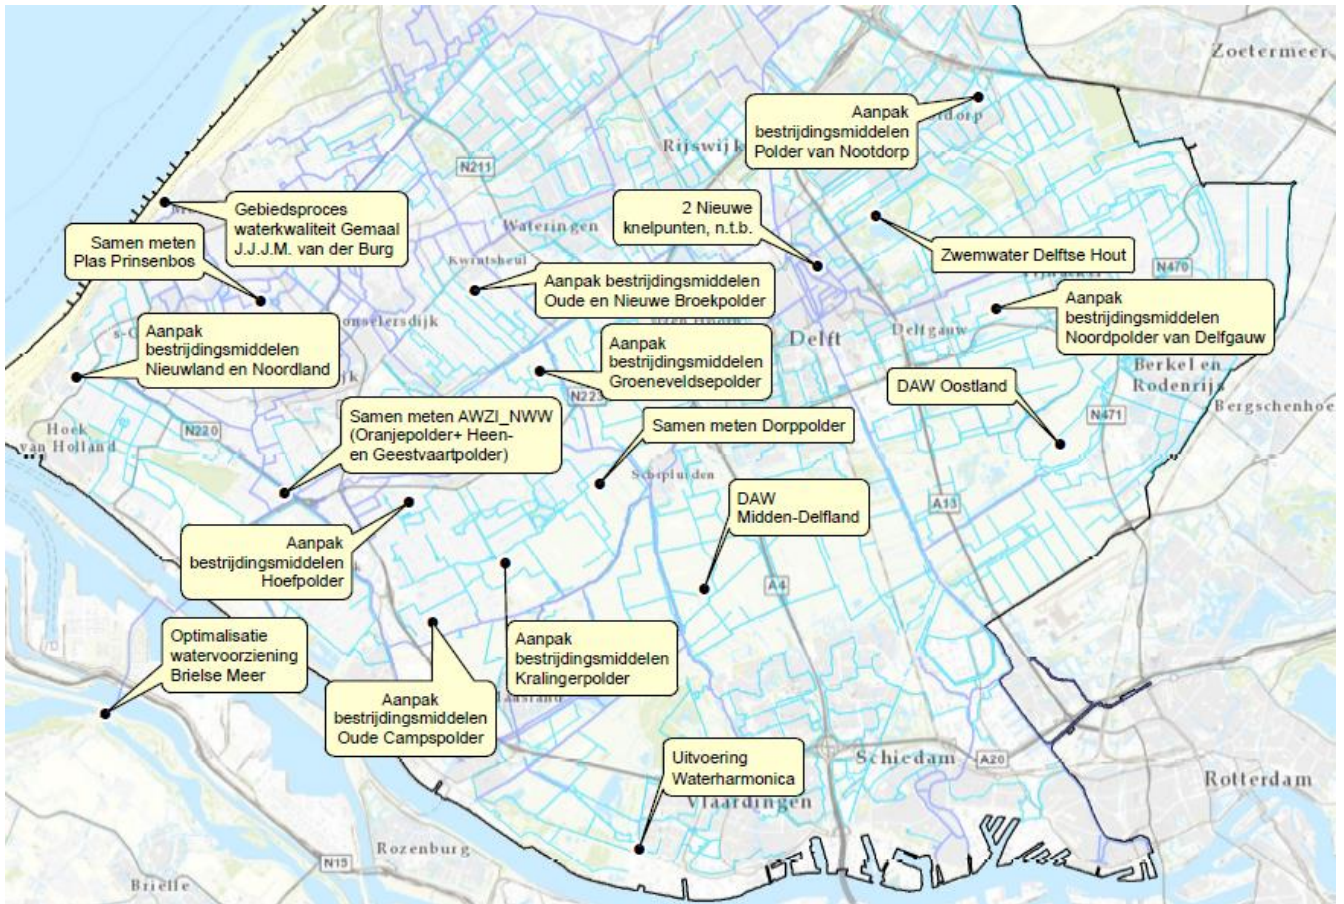 Zoetermeer
Aanpak
bestrijdingsmiddelen
Polder van Nootdorp
dorp
Rijswijk
N211
Gebiedsproces
waterkwaliteit Gemaal
J.J.J.M. van der Burg
2 Nieuwe
knelpunten, n.t.b.
Wateringen
Samen meten
Plas Prinsenbos
Zwemwater Delftse Hout
Kwintsheul
N470
Aanpak bestrijdingsmiddelen
Oude en Nieuwe Broekpolder
Aanpak
bestrijdingsmiddelen
Noordpolder van Delfgauw
Aanpak
bestrijdingsmiddelen
Nieuwland en Noordland
onselersdijk
Delft
Delfgauw
Aanpak
bestrijdingsmiddelen
Groeneveldsepolder
Berkel en
Rodenrijs
DAW Oostland
N223
Bergschenhoe
N471
Samen meten AWZI_NWW
(Oranjepolder+ Heen-
en Geestvaartpolder)
Samen meten Dorppolder
N220
Hoek
van Holland
Schipluiden
DAW
Midden-Delfland
A13
Aanpak
bestrijdingsmiddelen
Hoefpolder
A4
Optimalisatie
watervoorziening
Brielse Meer
Aanpak
bestrijdingsmiddelen
Kralingerpolder
Aanpak
bestrijdingsmiddelen
Oude Campspolder
aasland
Uitvoering
Waterharmonica
Schiedam
A20
Rotterdam
Vlaardingen
Rozenburg
N15
Brielle